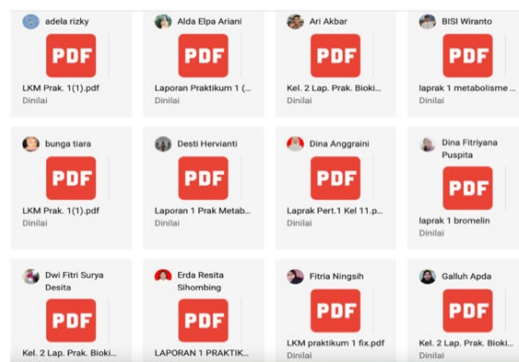 adela rizky
PDF
LKM Prak. 1(1).pdf
Dinilai
Alda Elpa Ariani
PDF
Laporan Praktikum 1 (...
Dinilai
Ari Akbar
PDF
Kel. 2 Lap. Prak. Bioki...
Dinilai
BISI Wiranto
PDF
laprak 1 metabolisme ...
Dinilai
bunga tiara
PDF
LKM Prak. 1(1).pdf
Dinilai
Desti Hervianti
PDF
Laporan 1 Prak Metab...
Dinilai
Dina Anggraini
PDF
Laprak Pert.1 Kel 11.p...
Dinilai
Dina Fitriyana
Puspita
PDF
laprak 1 bromelin
Dinilai
Dwi Fitri Surya
Desita
PDF
Kel. 2 Lap. Prak. Bioki...
Erda Resita
Sihombing
PDF
LAPORAN 1 PRAKTIK...
Fitria Ningsih
PDF
LKM praktikum 1 fix.pdf
Dinilai
Galluh Apda
PDF
Kel. 2 Lap. Prak. Bioki...
Dinilai